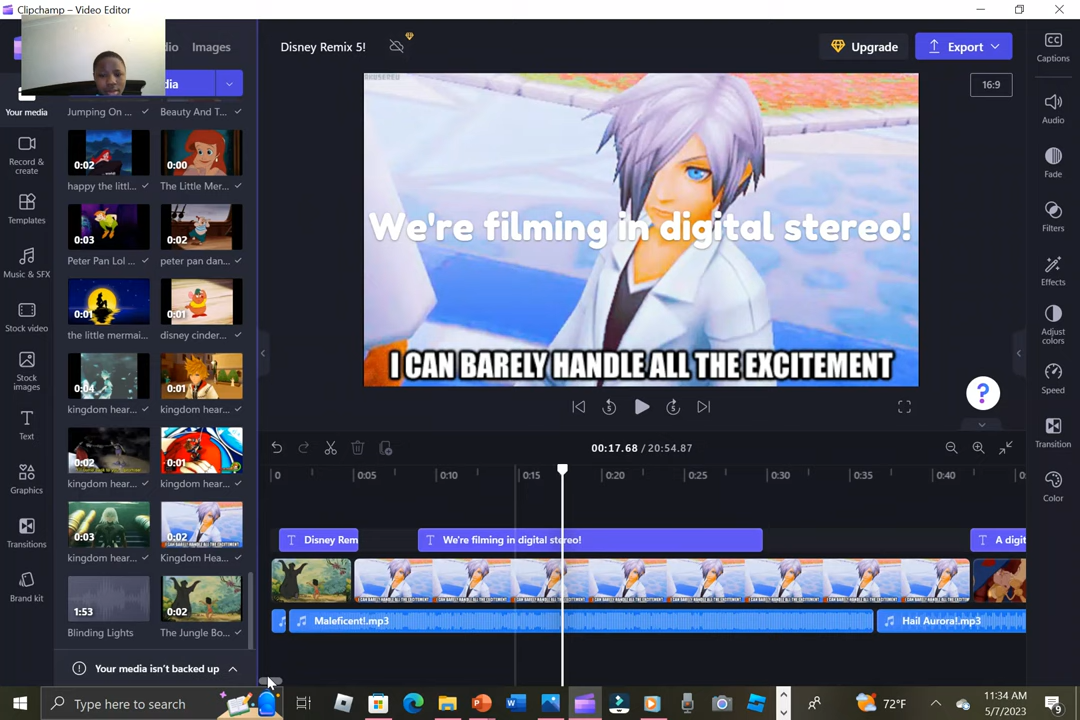 Clipchamp – Video Editor
Images
Disney Remix 5!
Upgrade
Export
16:9
Captions
Your media
Jumping On ...
Beauty And T...
Record & create
0:02
0:00
happy the littl...
The Little Mer...
Templates
0:03
0:02
Peter Pan Lol ...
peter pan dan...
Music & SFX
0:01
0:01
the little mermai...
disney cinder...
Stock video
0:04
0:01
kingdom hear...
kingdom hear...
Stock images
0:02
0:01
kingdom hear...
kingdom hear...
Text
0:03
0:02
kingdom hear...
Kingdom Hea...
Graphics
1:53
0:02
Blinding Lights
The Jungle Bo...
Transitions
Brand kit
Your media isn't backed up
We're filming in digital stereo!
I CAN BARELY HANDLE ALL THE EXCITEMENT
Audio
Fade
Filters
Effects
Adjust colors
Speed
Transition
Color
5
5
?
00:17.68 / 20:54.87
0
0:05
0:10
0:15
0:20
0:25
0:30
0:35
0:40
Disney Rem
We're filming in digital stereo!
A digit
Maleficent!.mp3
Hail Aurora!.mp3
Type here to search
72°F
11:34 AM
5/7/2023
9